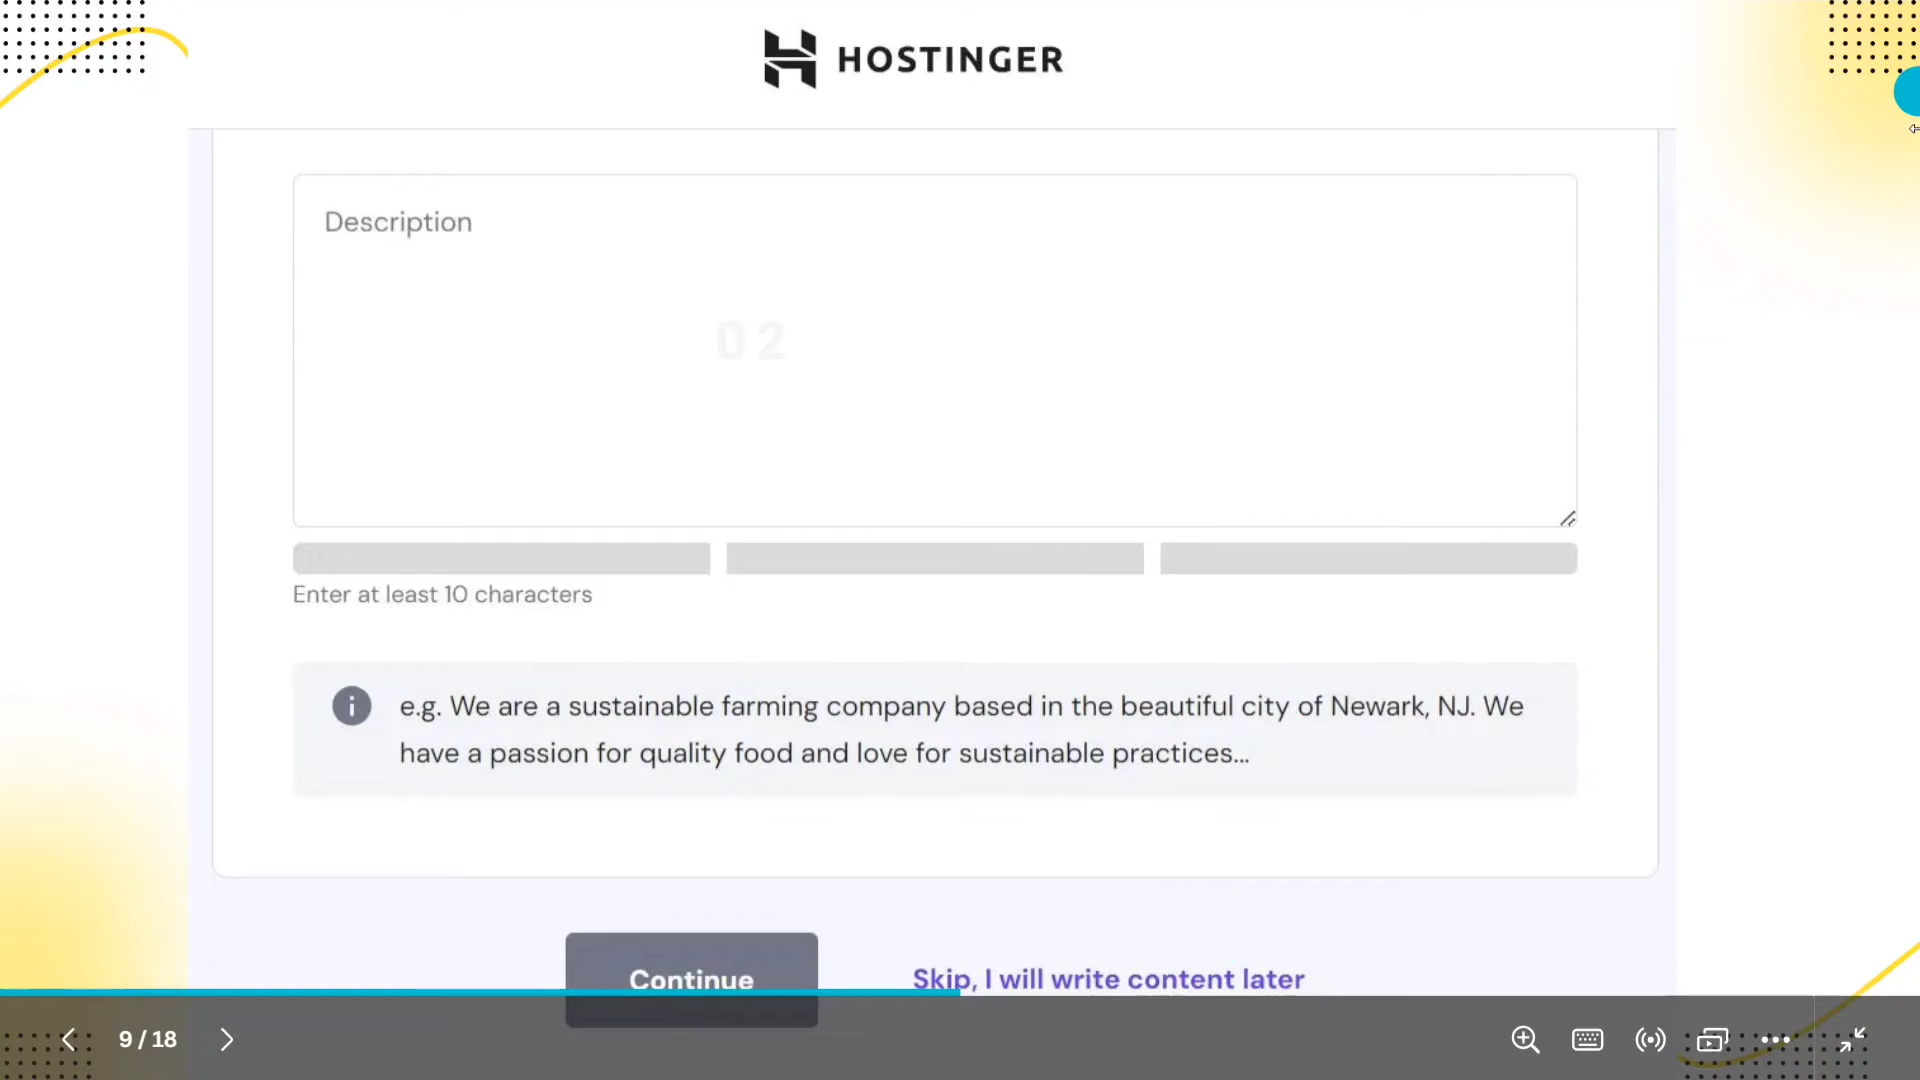 HOSTINGER
Description
02
Enter at least 10 characters
e.g. We are a sustainable farming company based in the beautiful city of Newark, NJ. We
have a passion for quality food and love for sustainable practices...
Continue
Skip, I will write content later
9 / 18